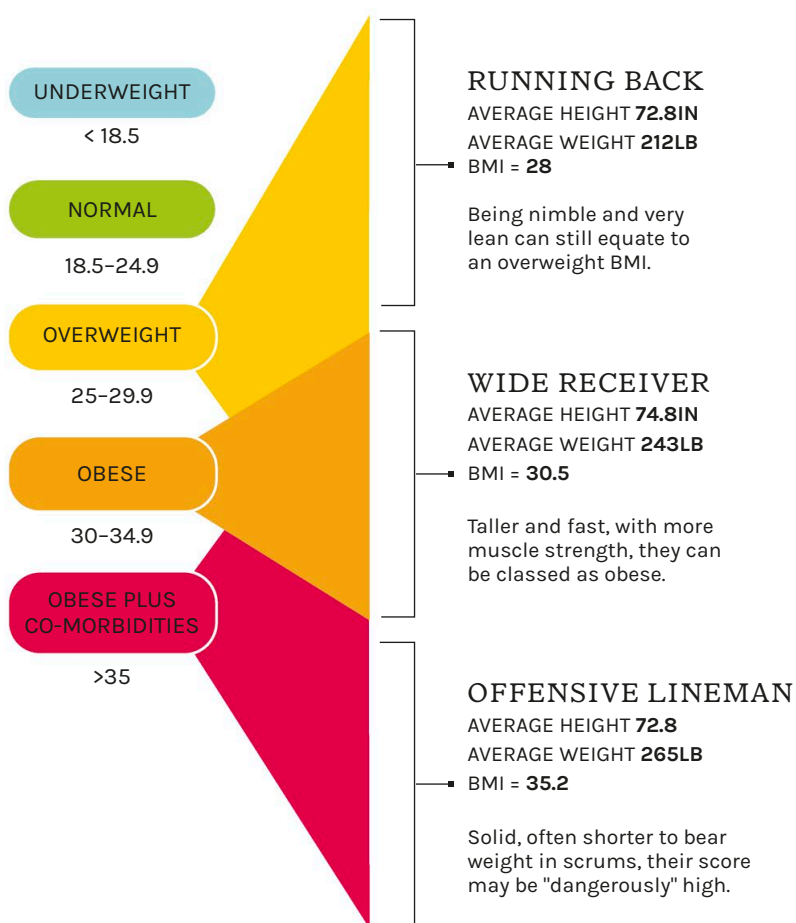 UNDERWEIGHT
< 18.5
NORMAL
18.5–24.9
OVERWEIGHT
25–29.9
OBESE
30–34.9
OBESE PLUS
CO-MORBIDITIES
>35
RUNNING BACK
AVERAGE HEIGHT 72.8IN
AVERAGE WEIGHT 212LB
BMI = 28
Being nimble and very
lean can still equate to
an overweight BMI.
WIDE RECEIVER
AVERAGE HEIGHT 74.8IN
AVERAGE WEIGHT 243LB
BMI = 30.5
Taller and fast, with more
muscle strength, they can
be classed as obese.
OFFENSIVE LINEMAN
AVERAGE HEIGHT 72.8
AVERAGE WEIGHT 265LB
BMI = 35.2
Solid, often shorter to bear
weight in scrums, their score
may be "dangerously" high.